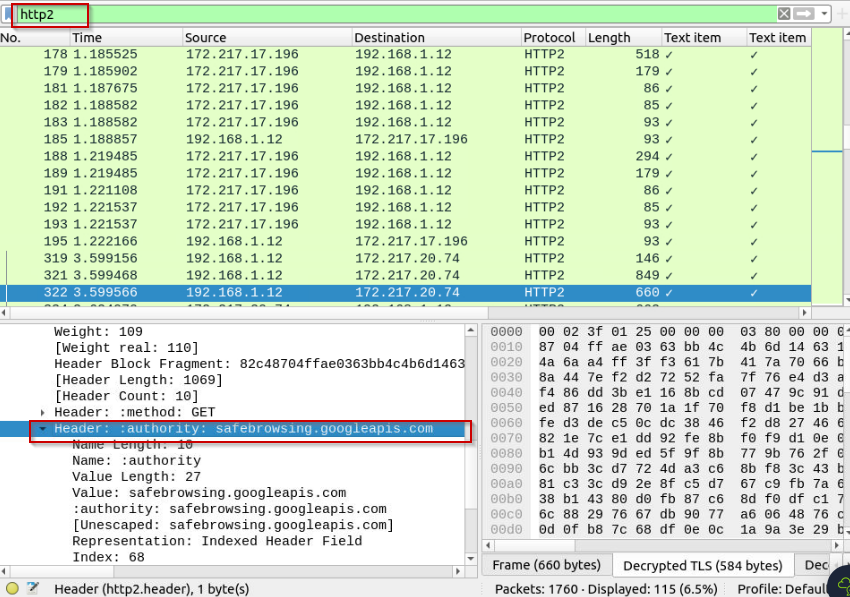 http2
No. Time Source Destination Protocol Length Text item Text item
178 1.185525 172.217.17.196 192.168.1.12 HTTP2 518 ✓ ✓
179 1.185902 172.217.17.196 192.168.1.12 HTTP2 179 ✓ ✓
181 1.187675 172.217.17.196 192.168.1.12 HTTP2 86 ✓ ✓
182 1.188582 172.217.17.196 192.168.1.12 HTTP2 85 ✓ ✓
183 1.188582 172.217.17.196 192.168.1.12 HTTP2 93 ✓ ✓
185 1.188857 192.168.1.12 172.217.17.196 HTTP2 93 ✓ ✓
188 1.219485 172.217.17.196 192.168.1.12 HTTP2 294 ✓ ✓
189 1.219485 172.217.17.196 192.168.1.12 HTTP2 179 ✓ ✓
191 1.221108 172.217.17.196 192.168.1.12 HTTP2 86 ✓ ✓
192 1.221537 172.217.17.196 192.168.1.12 HTTP2 85 ✓ ✓
193 1.221537 172.217.17.196 192.168.1.12 HTTP2 93 ✓ ✓
195 1.222166 192.168.1.12 172.217.17.196 HTTP2 93 ✓ ✓
319 3.599156 192.168.1.12 172.217.20.74 HTTP2 146 ✓ ✓
321 3.599468 192.168.1.12 172.217.20.74 HTTP2 849 ✓ ✓
322 3.599566 192.168.1.12 172.217.20.74 HTTP2 660 ✓ ✓
Weight: 109
[Weight real: 110]
Header Block Fragment: 82c48704ffae0363bb4c4b6d1463
[Header Length: 1069]
[Header Count: 10]
Header: :method: GET
Header: :authority: safebrowsing.googleapis.com
Name Length: 10
Name: :authority
Value Length: 27
Value: safebrowsing.googleapis.com
:authority: safebrowsing.googleapis.com
[Unescaped: safebrowsing.googleapis.com]
Representation: Indexed Header Field
Index: 68
0000 00 02 3f 01 25 00 00 00 03 80 00 00 0
0010 87 04 ff ae 03 63 bb 4c 4b 6d 14 63 1
0020 4a 6a a4 ff 3f f3 61 7b 41 7a 70 66 b
0030 8a 44 7e f2 d2 72 52 fa 7f 76 e4 d3 a
0040 f4 86 dd 3b e1 16 8b cd 07 47 9c 91 d
0050 ed 87 16 28 70 1a 1f 70 f8 d1 be 1b b
0060 fe d3 de c5 0c dc 38 46 f2 d8 27 46 6
0070 82 1e 7c e1 dd 92 fe 8b f0 f9 d1 0e 0
0080 b1 4d 93 9d ed 5f 9f 8b 77 9b 76 2f 0
0090 6c bb 3c d7 72 4d a3 c6 8b f8 3c 43 b
00a0 81 c3 3c d9 2e 8f c5 d7 67 c9 fb 7a 6
00b0 38 b1 43 80 d0 fb 87 c6 8d f0 df c1 7
00c0 6c 88 29 76 67 db 90 77 a6 06 48 76 c
00d0 0d 0f b8 7c 68 df 0e 0c 1a 9a 3e 29 b
Frame (660 bytes) Decrypted TLS (584 bytes) Dec
Header (http2.header), 1 byte(s) Packets: 1760 · Displayed: 115 (6.5%) Profile: Defaul